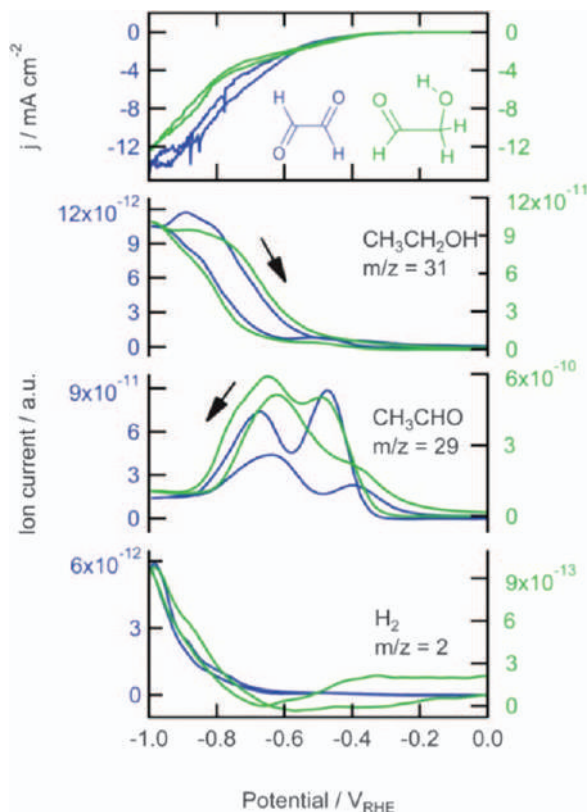 j / mA cm-2
0
-4
-8
-12
0
-4
-8
-12
H
O
O
H
O
H
H
O
H
H
12x10-12
9
6
3
0
12x10-11
9
6
3
0
CH3CH2OH
m/z = 31
Ion current / a.u.
9x10-11
6
3
0
6x10-10
3
0
CH3CHO
m/z = 29
6x10-12
3
0
9x10-13
6
3
0
H2
m/z = 2
-1.0 -0.8 -0.6 -0.4 -0.2 0.0
Potential / VRHE